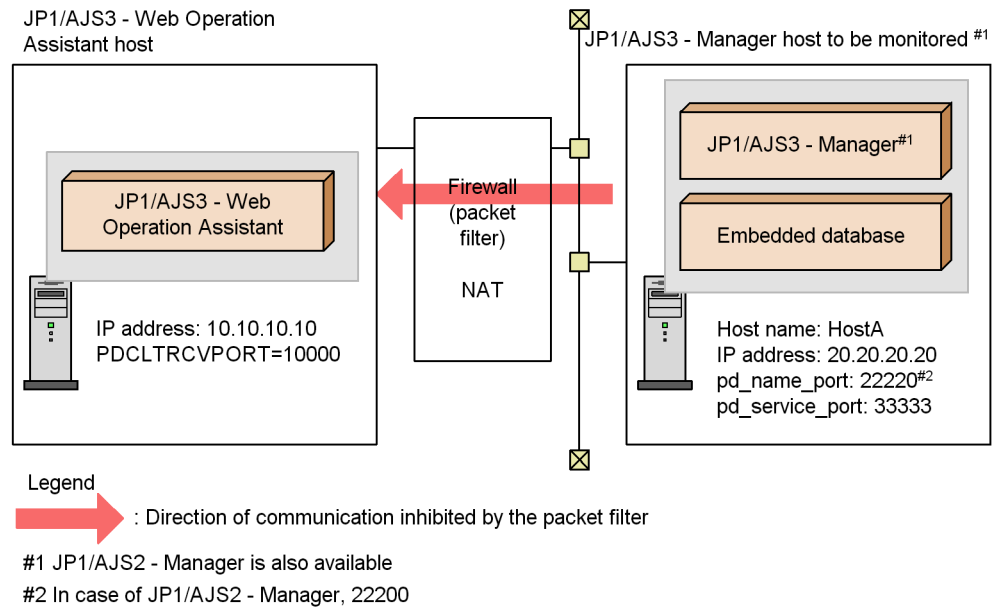 JP1/AJS3 - Web Operation
Assistant host
JP1/AJS3 - Manager host to be monitored #1
JP1/AJS3 - Web
Operation Assistant
IP address: 10.10.10.10
PDCLTRCVPORT=10000
Firewall
(packet
filter)
NAT
JP1/AJS3 - Manager#1
Embedded database
Host name: HostA
IP address: 20.20.20.20
pd_name_port: 22220#2
pd_service_port: 33333
Legend
: Direction of communication inhibited by the packet filter
#1 JP1/AJS2 - Manager is also available
#2 In case of JP1/AJS2 - Manager, 22200